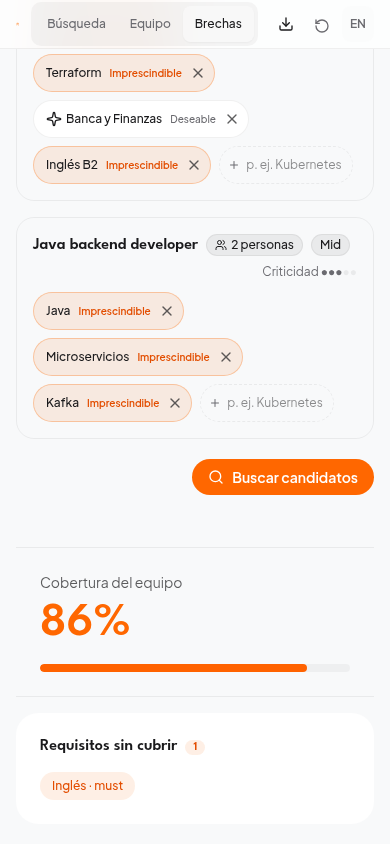 Búsqueda Equipo Brechas EN
Terraform Imprescindible
Banca y Finanzas Deseable
Inglés B2 Imprescindible + p. ej. Kubernetes
Java backend developer 2 personas Mid
Criticidad
Java Imprescindible
Microservicios Imprescindible
Kafka Imprescindible + p. ej. Kubernetes
Buscar candidatos
Cobertura del equipo
86%
Requisitos sin cubrir 1
Inglés · must